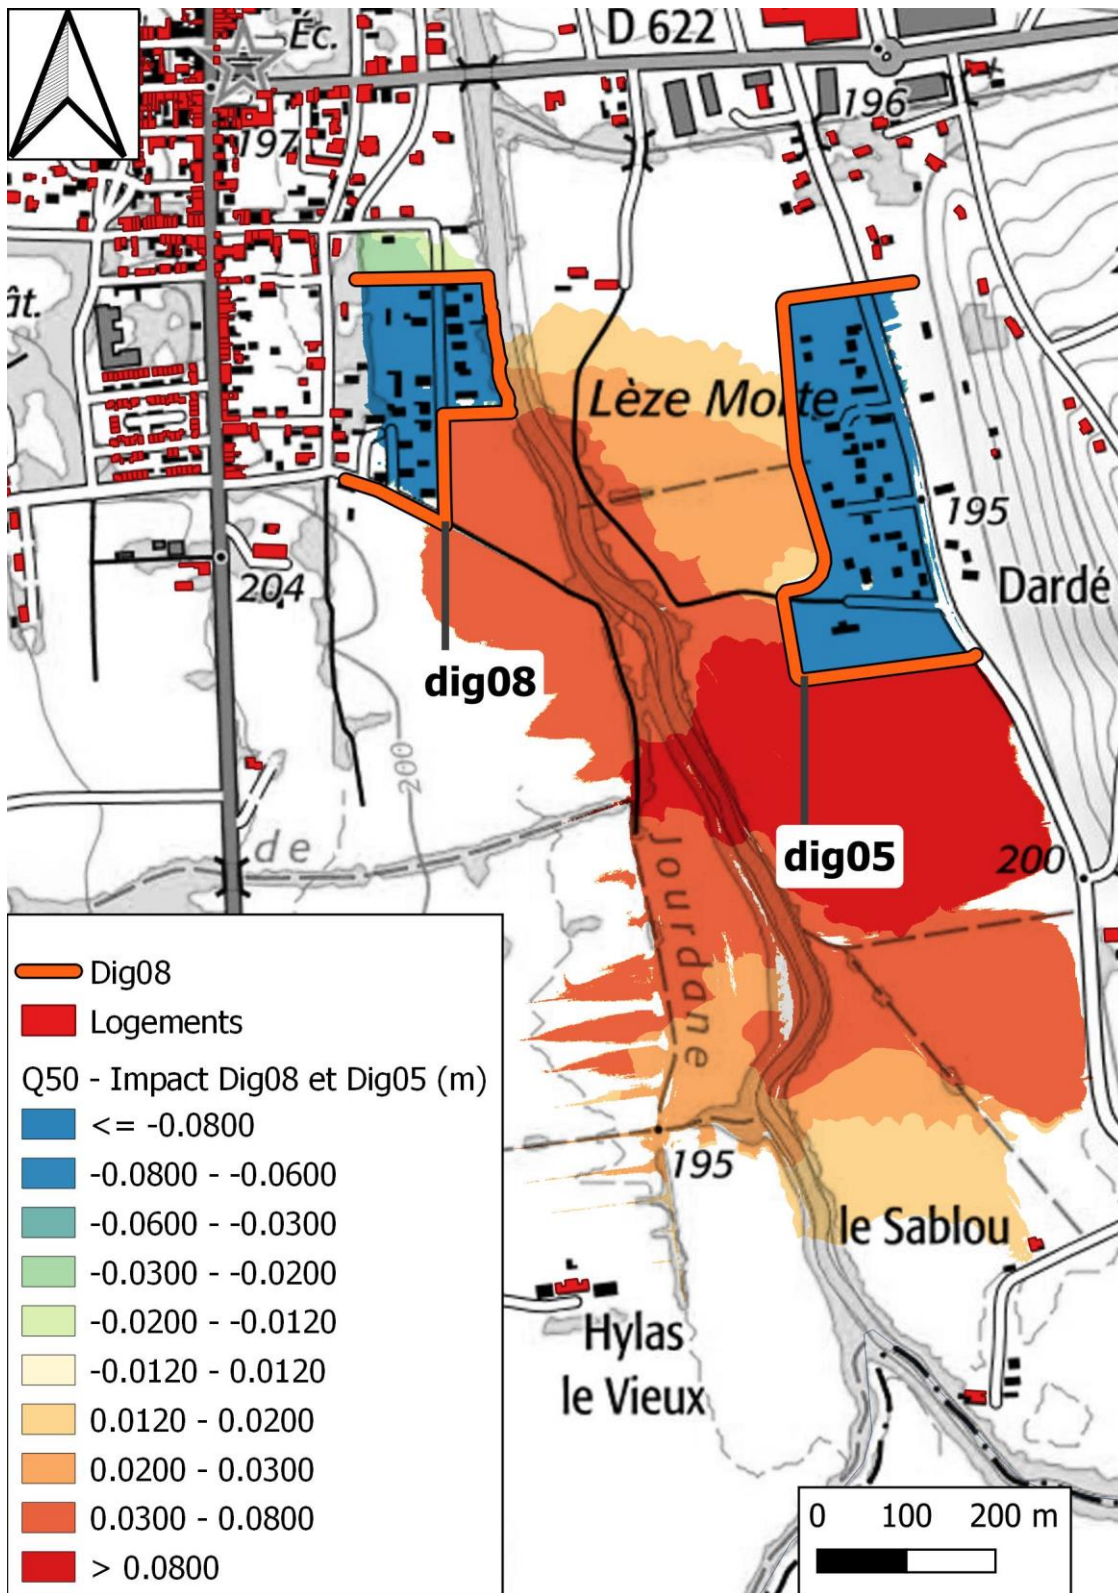 Éc.
D 622
197
196
ât.
Lèze Morte
195
Dardé
204
dig08
200
dig05
200
de
Jourdane
195
le Sablou
Hylas
le Vieux
Dig08
Logements
Q50 - Impact Dig08 et Dig05 (m)
<= -0.0800
-0.0800 - -0.0600
-0.0600 - -0.0300
-0.0300 - -0.0200
-0.0200 - -0.0120
-0.0120 - 0.0120
0.0120 - 0.0200
0.0200 - 0.0300
0.0300 - 0.0800
> 0.0800
0 100 200 m